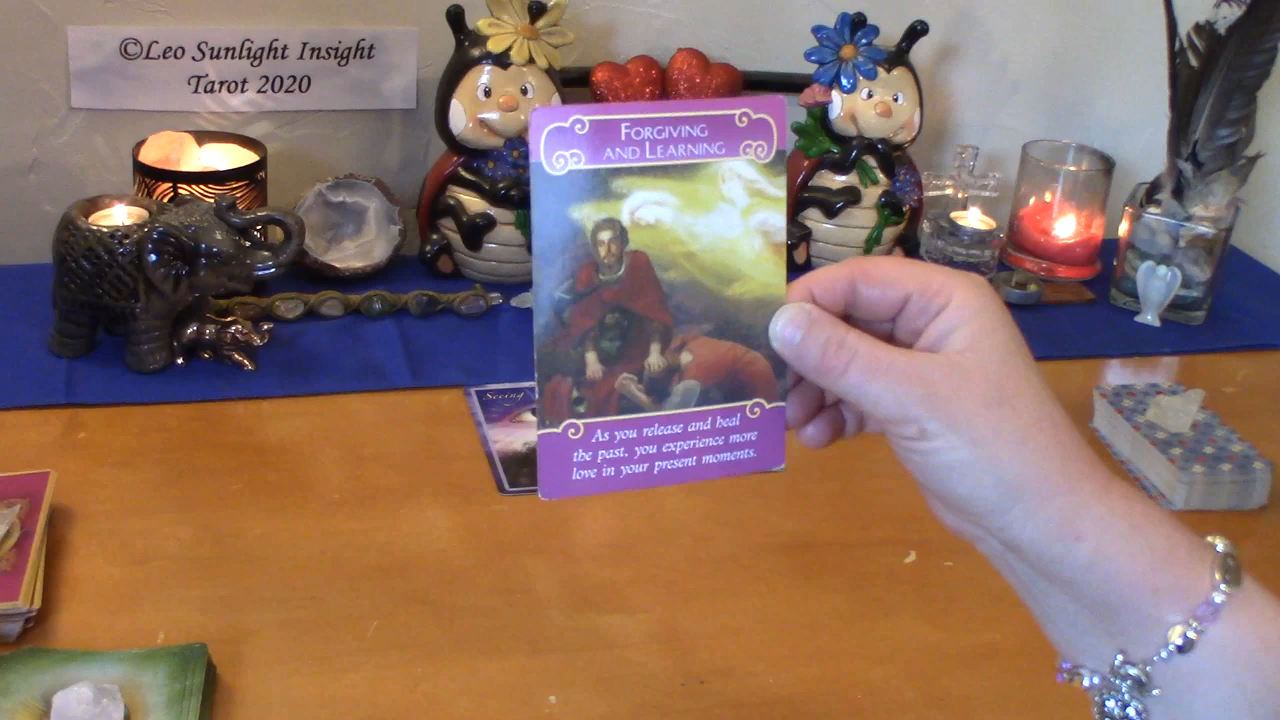 ©Leo Sunlight Insight
Tarot 2020
Forgiving
and Learning
As you release and heal
the past, you experience more
love in your present moments.
Seeing